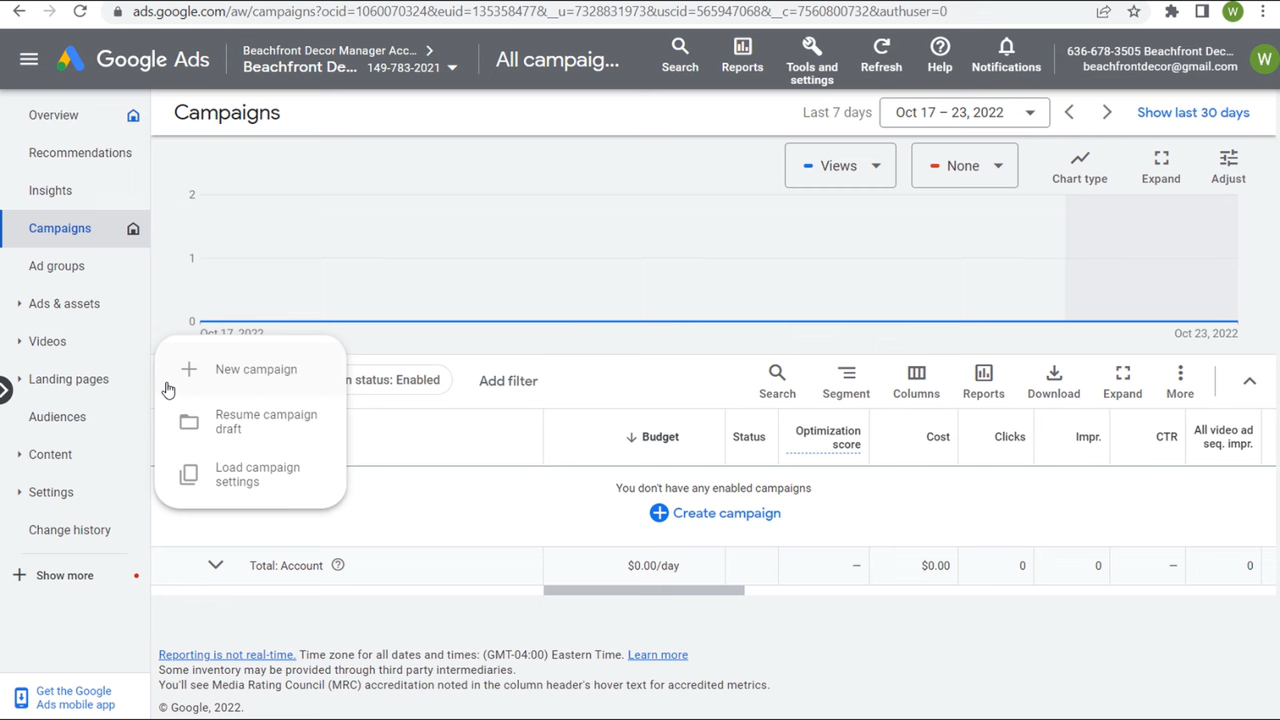 ads.google.com/aw/campaigns?ocid=1060070324&euid=135358477&__u=7328831973&uscid=565947068&__c=7560800732&authuser=0
W
Google Ads
Beachfront Decor Manager Acc...
Beachfront De... 149-783-2021
All campaig...
Search
Reports
Tools and
settings
Refresh
Help
Notifications
636-678-3505 Beachfront Dec...
beachfrontdecor@gmail.com
W
Overview
Recommendations
Insights
Campaigns
Ad groups
Ads & assets
Videos
Landing pages
Audiences
Content
Settings
Change history
Show more
Get the Google
Ads mobile app
Campaigns
Last 7 days
Oct 17 – 23, 2022
Show last 30 days
Views
None
Chart type
Expand
Adjust
2
1
0
Oct 17, 2022
Oct 23, 2022
New campaign
Resume campaign
draft
Load campaign
settings
n status: Enabled
Add filter
Search
Segment
Columns
Reports
Download
Expand
More
Budget
Status
Optimization
score
Cost
Clicks
Impr.
CTR
All video ad
seq. impr.
You don't have any enabled campaigns
Create campaign
Total: Account
$0.00/day
–
$0.00
0
0
–
0
Reporting is not real-time. Time zone for all dates and times: (GMT-04:00) Eastern Time. Learn more
Some inventory may be provided through third party intermediaries.
You'll see Media Rating Council (MRC) accreditation noted in the column header's hover text for accredited metrics.
© Google, 2022.